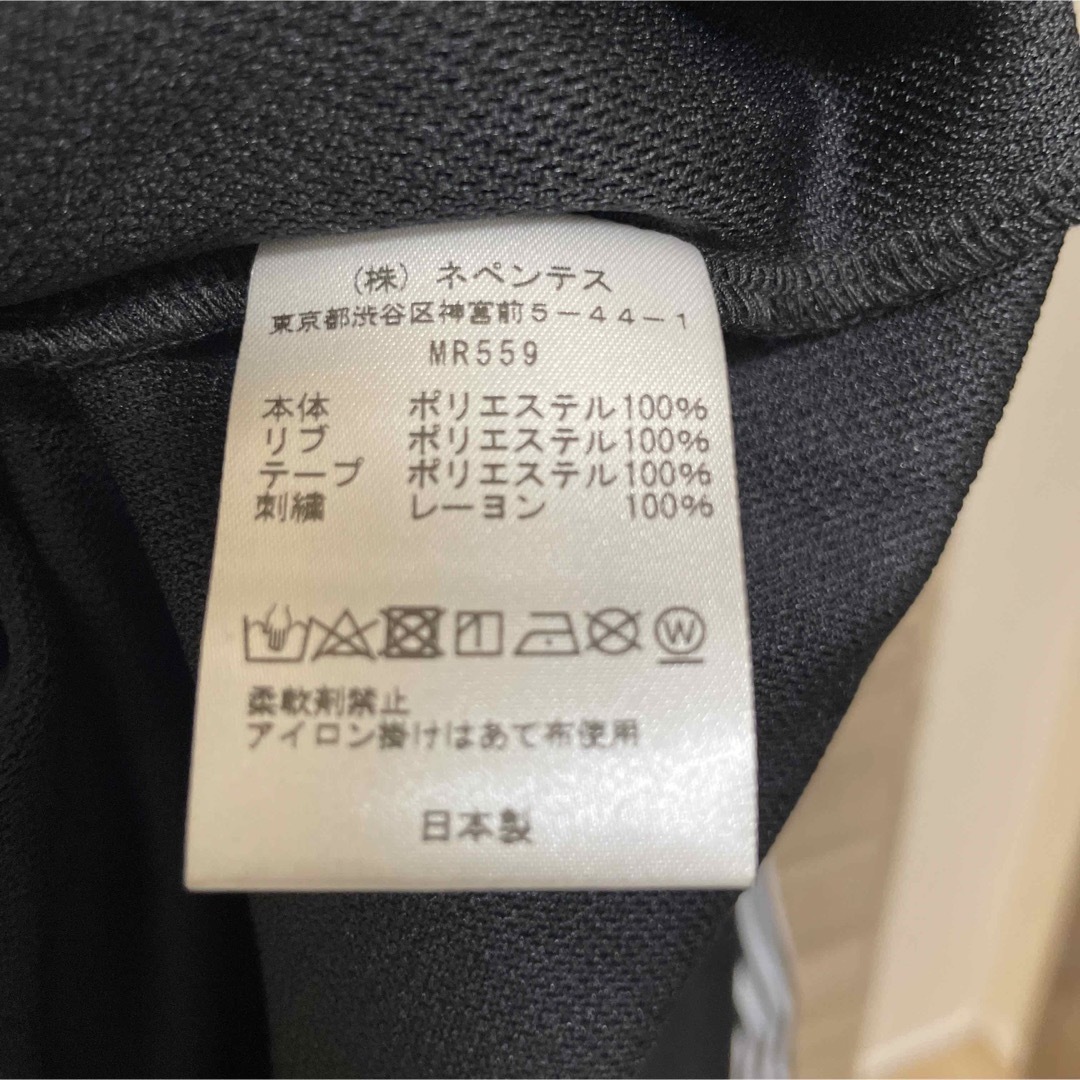 (株) ネペンテス
東京都渋谷区神宮前5-44-1
MR559
本体 ポリエステル100%
リブ ポリエステル100%
テープ ポリエステル100%
刺繍 レーヨン 100%
W
柔軟剤禁止
アイロン掛けはあて布使用
日本製